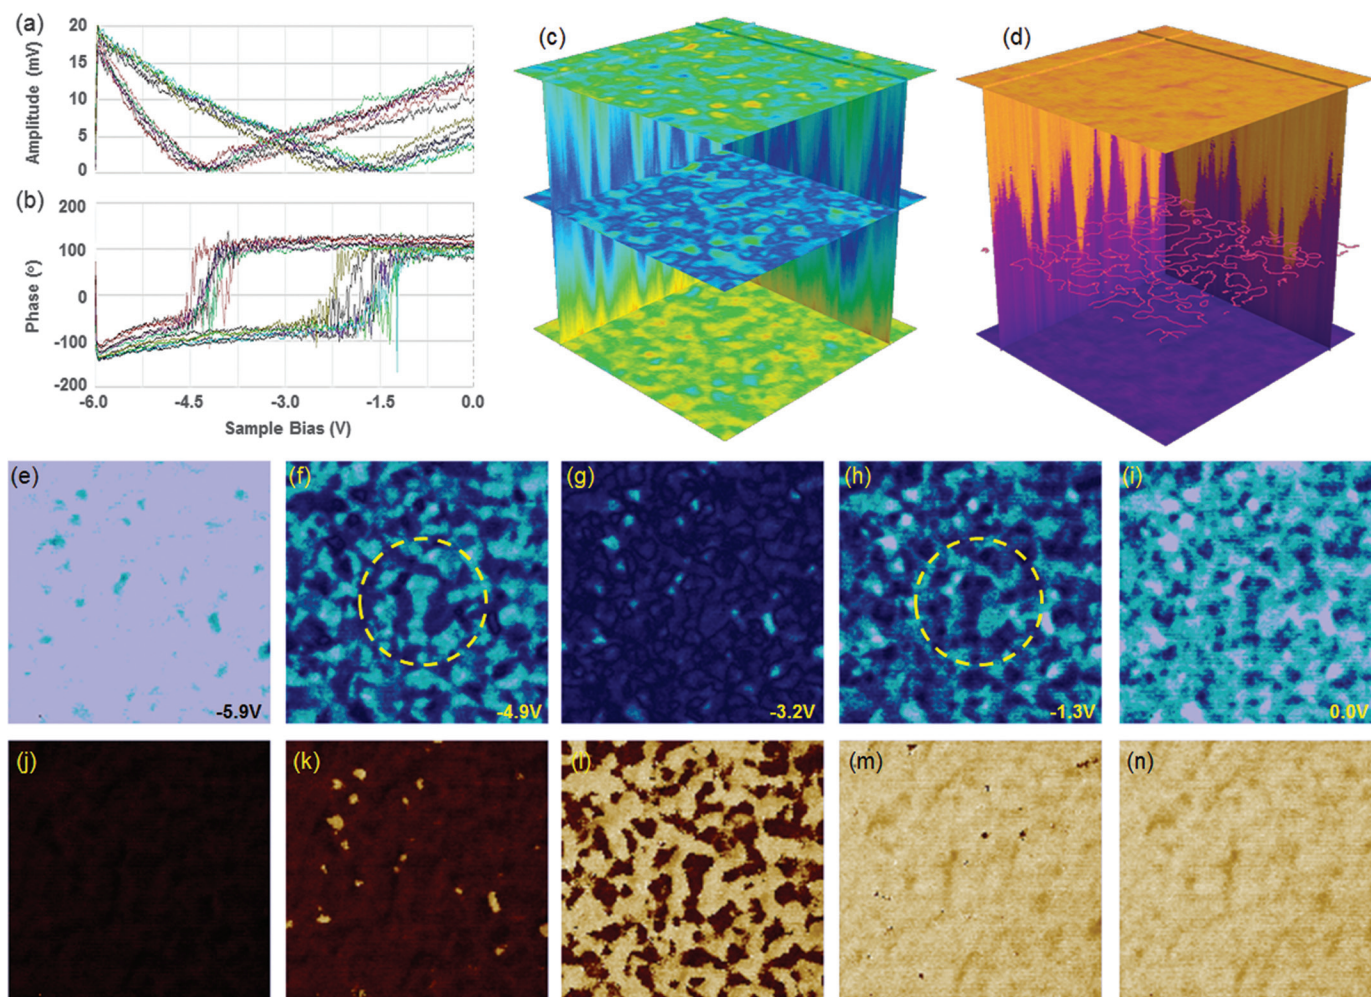 (a)
20
15
10
5
0
Amplitude (mV)
(b)
200
100
0
-100
-200
Phase (°)
-6.0 -4.5 -3.0 -1.5 0.0
Sample Bias (V)
(c)
(d)
(e) (f) (g) (h) (i)
-5.9V -4.9V -3.2V -1.3V 0.0V
(j) (k) (l) (m) (n)